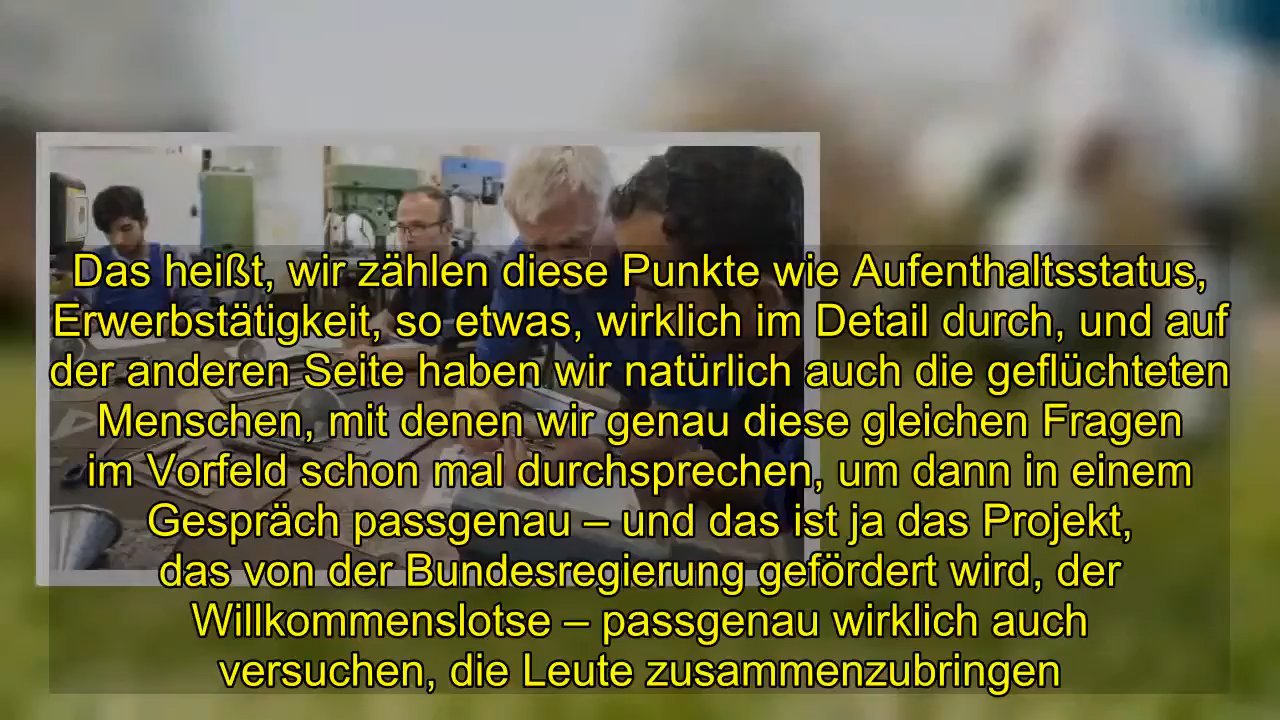 Das heißt, wir zählen diese Punkte wie Aufenthaltsstatus,
Erwerbstätigkeit, so etwas, wirklich im Detail durch, und auf
der anderen Seite haben wir natürlich auch die geflüchteten
Menschen, mit denen wir genau diese gleichen Fragen
im Vorfeld schon mal durchsprechen, um dann in einem
Gespräch passgenau – und das ist ja das Projekt,
das von der Bundesregierung gefördert wird, der
Willkommenslotse – passgenau wirklich auch
versuchen, die Leute zusammenzubringen